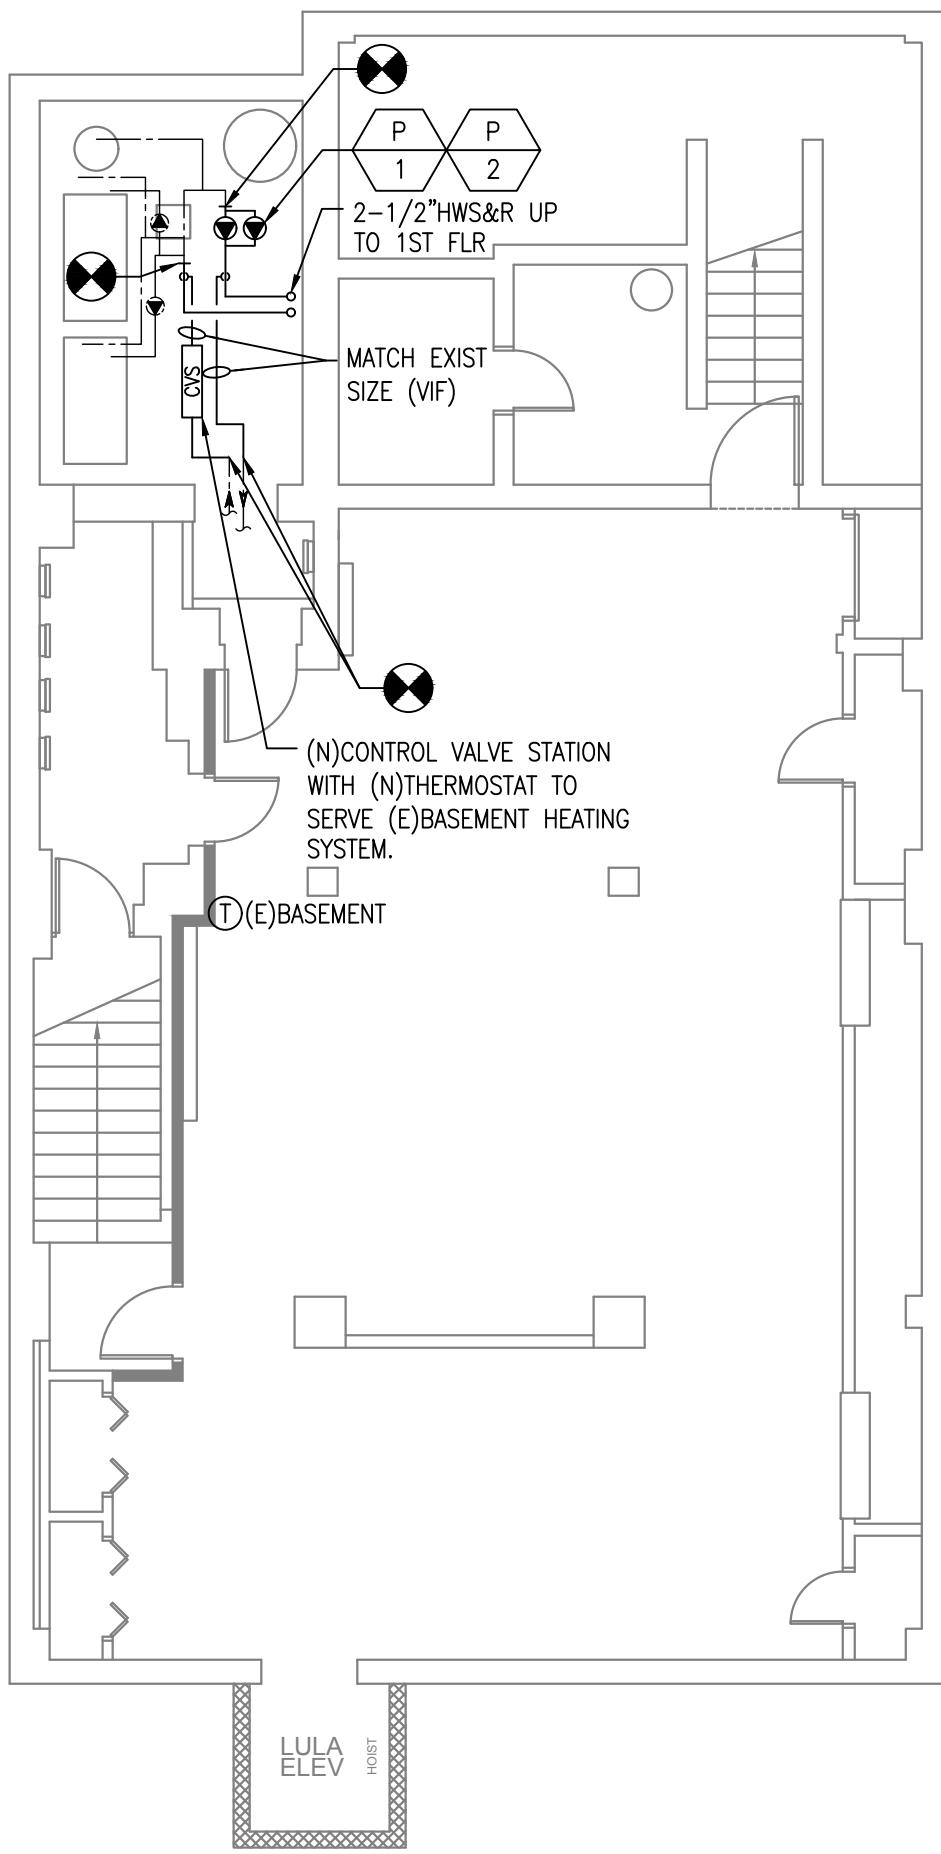 P P
1 2
2-1/2"HWS&R UP
TO 1ST FLR
MATCH EXIST
SIZE (VIF)
CVS
(N)CONTROL VALVE STATION
WITH (N)THERMOSTAT TO
SERVE (E)BASEMENT HEATING
SYSTEM.
T (E)BASEMENT
LULA
ELEV
HOIST